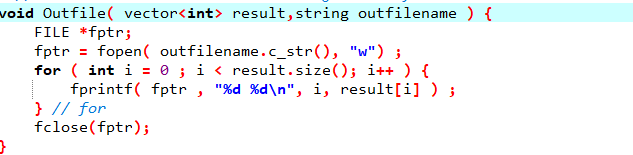 void Outfile( vector<int> result,string outfilename ) {
    FILE *fptr;
    fptr = fopen( outfilename.c_str(), "w") ;
    for ( int i = 0 ; i < result.size(); i++ ) {
        fprintf( fptr , "%d %d\n", i, result[i] ) ;
    } // for
    fclose(fptr);
}